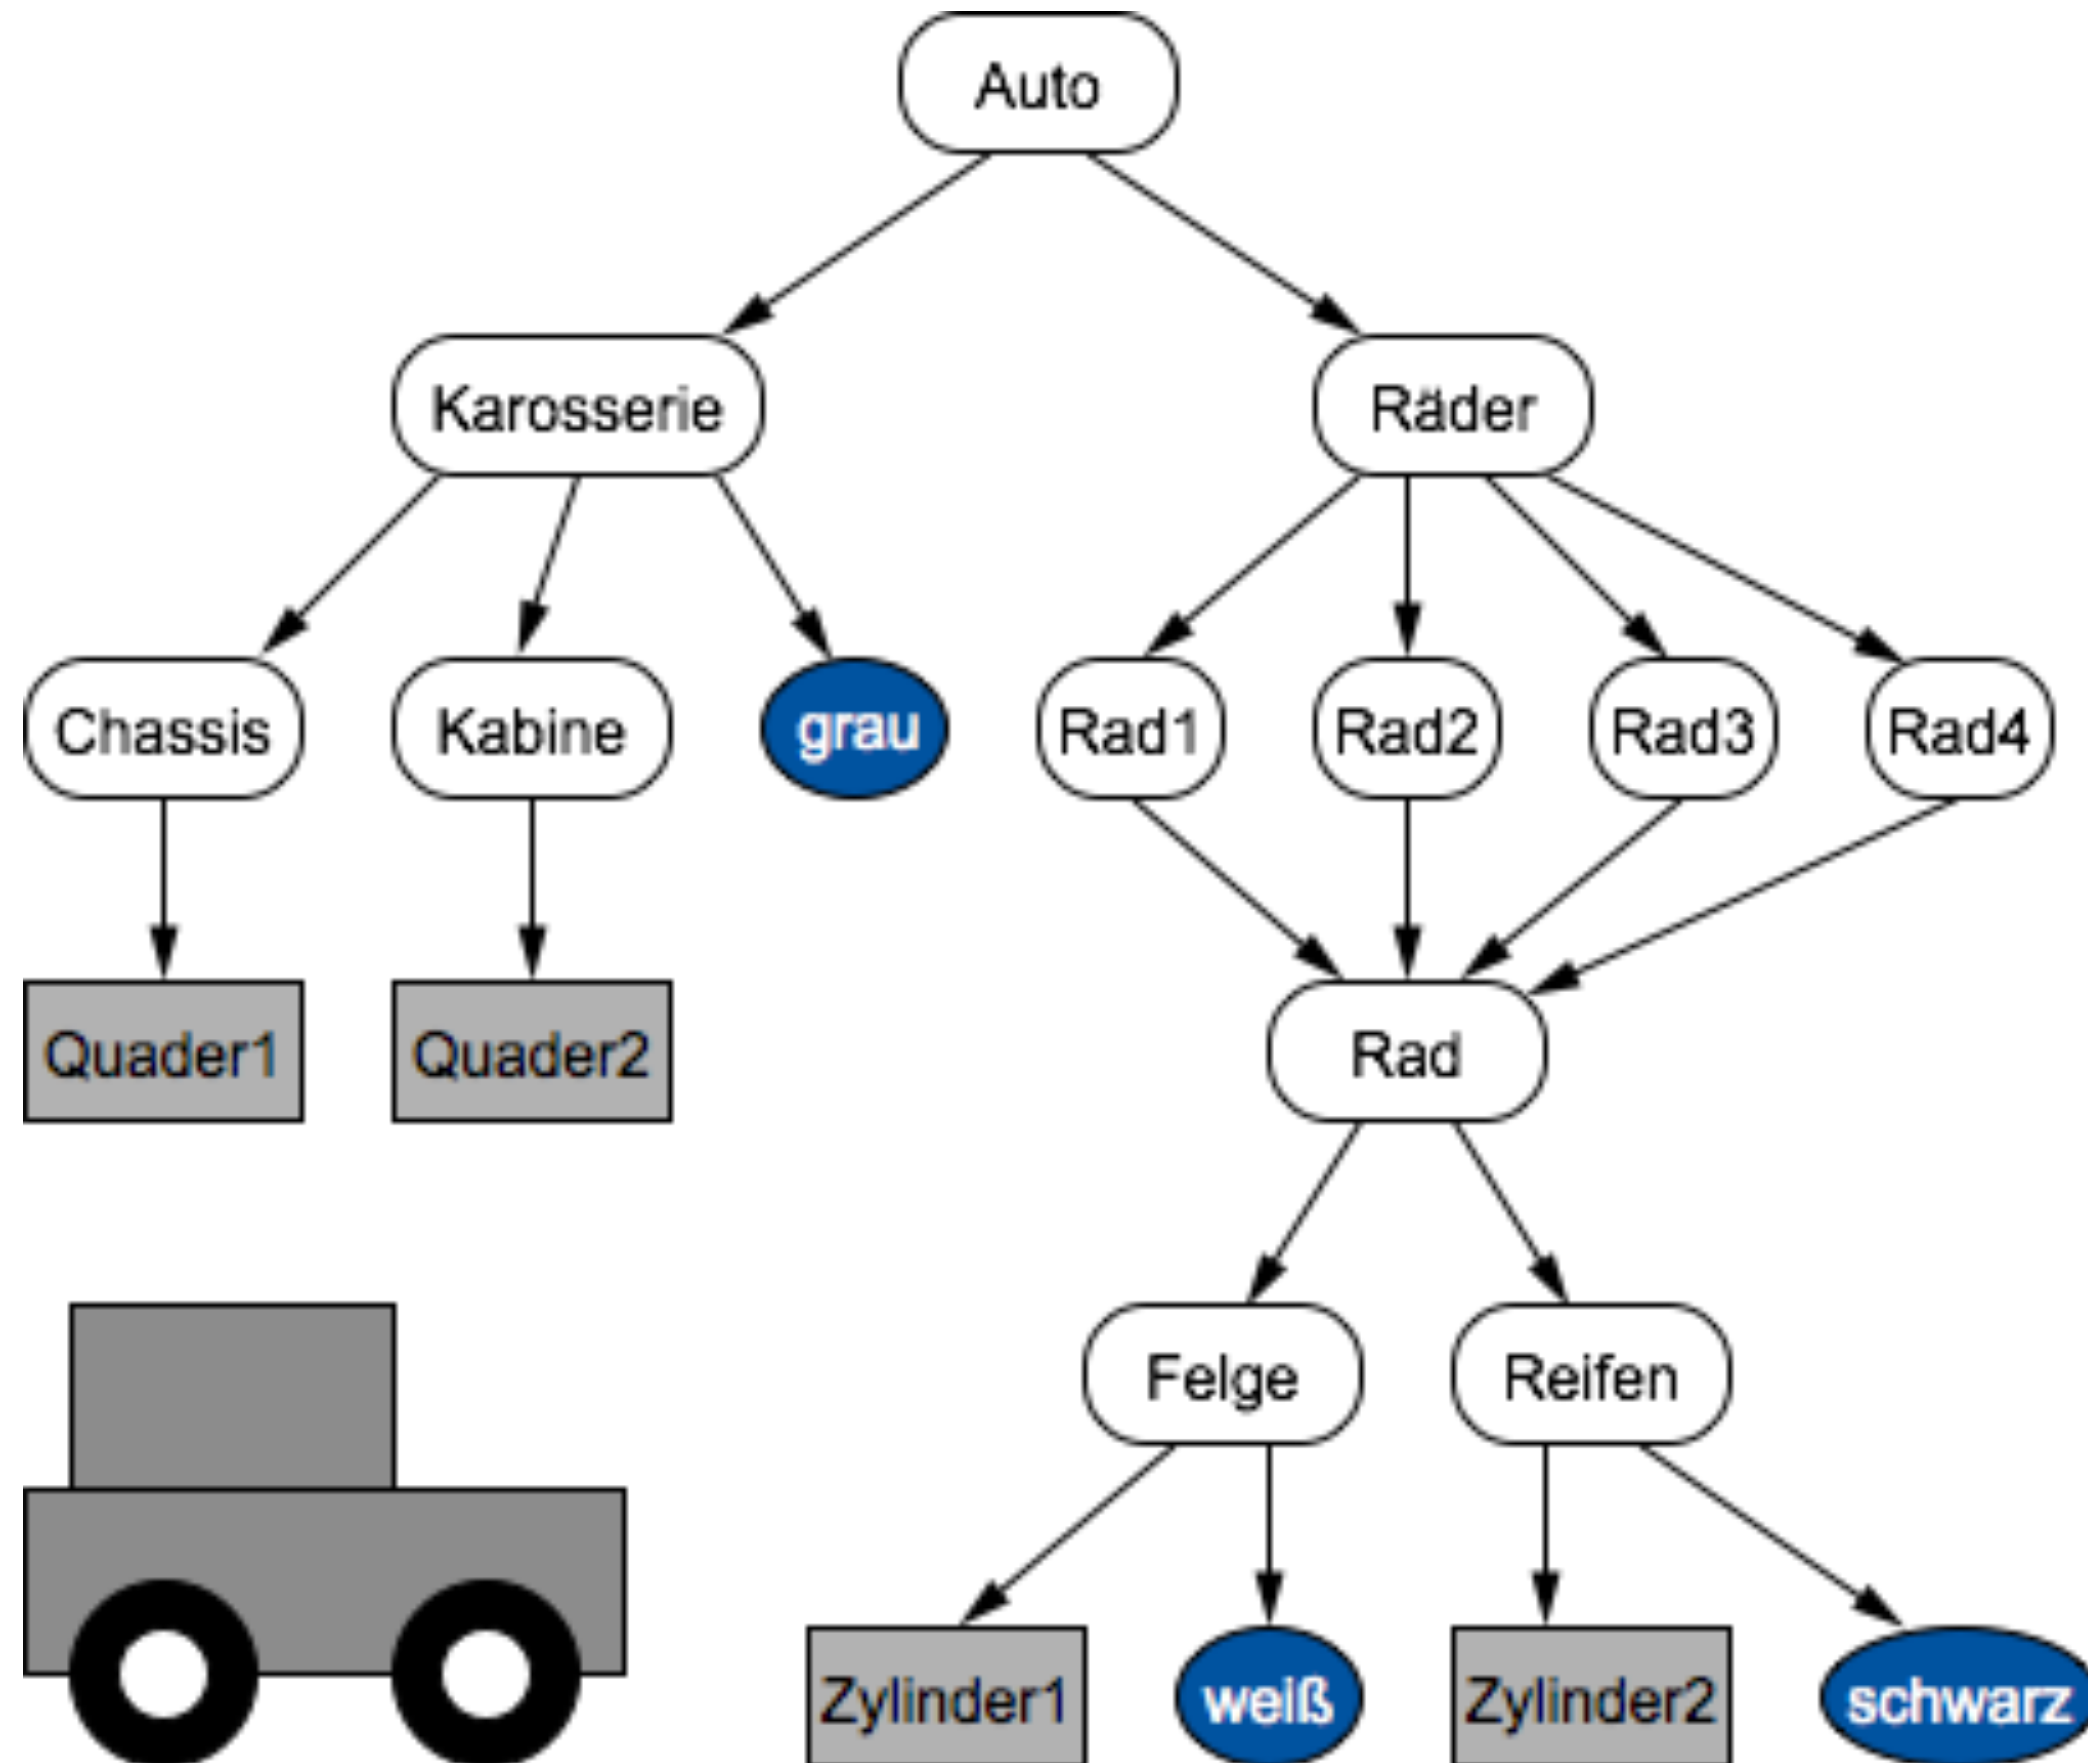 Auto
Karosserie
Räder
Chassis
Kabine
grau
Rad1
Rad2
Rad3
Rad4
Quader1
Quader2
Rad
Felge
Reifen
Zylinder1
weiß
Zylinder2
schwarz